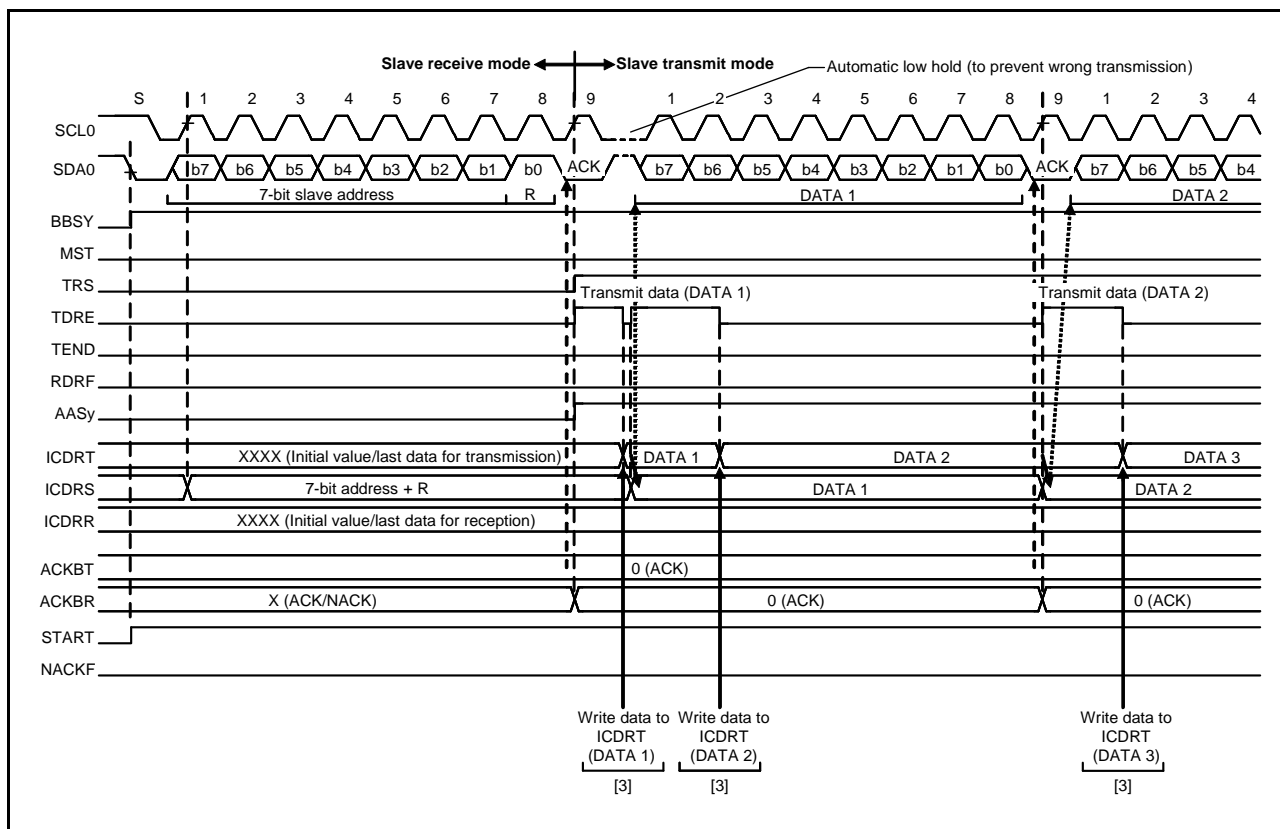 Slave receive mode Slave transmit mode
Automatic low hold (to prevent wrong transmission)
S 1 2 3 4 5 6 7 8 9 1 2 3 4 5 6 7 8 9 1 2 3 4
SCL0
SDA0 b7 b6 b5 b4 b3 b2 b1 b0 ACK b7 b6 b5 b4 b3 b2 b1 b0 ACK b7 b6 b5 b4
7-bit slave address R DATA 1 DATA 2
BBSY
MST
TRS
Transmit data (DATA 1) Transmit data (DATA 2)
TDRE
TEND
RDRF
AASy
ICDRT XXXX (Initial value/last data for transmission) DATA 1 DATA 2 DATA 3
ICDRS 7-bit address + R DATA 1 DATA 2
ICDRR XXXX (Initial value/last data for reception)
ACKBT 0 (ACK)
ACKBR X (ACK/NACK) 0 (ACK) 0 (ACK)
START
NACKF
Write data to Write data to Write data to
ICDRT ICDRT ICDRT
(DATA 1) (DATA 2) (DATA 3)
[3] [3] [3]